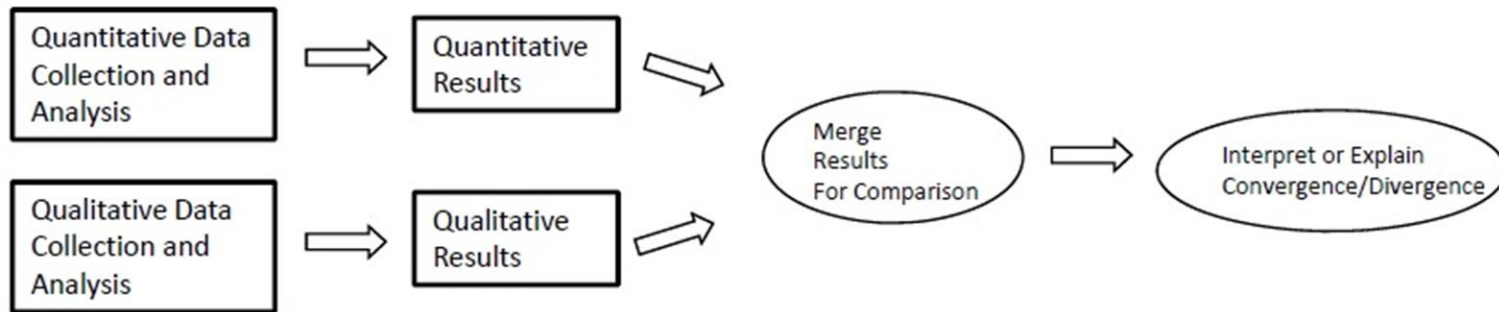 Quantitative Data
Collection and
Analysis
Quantitative
Results
Qualitative Data
Collection and
Analysis
Qualitative
Results
Merge
Results
For Comparison
Interpret or Explain
Convergence/Divergence